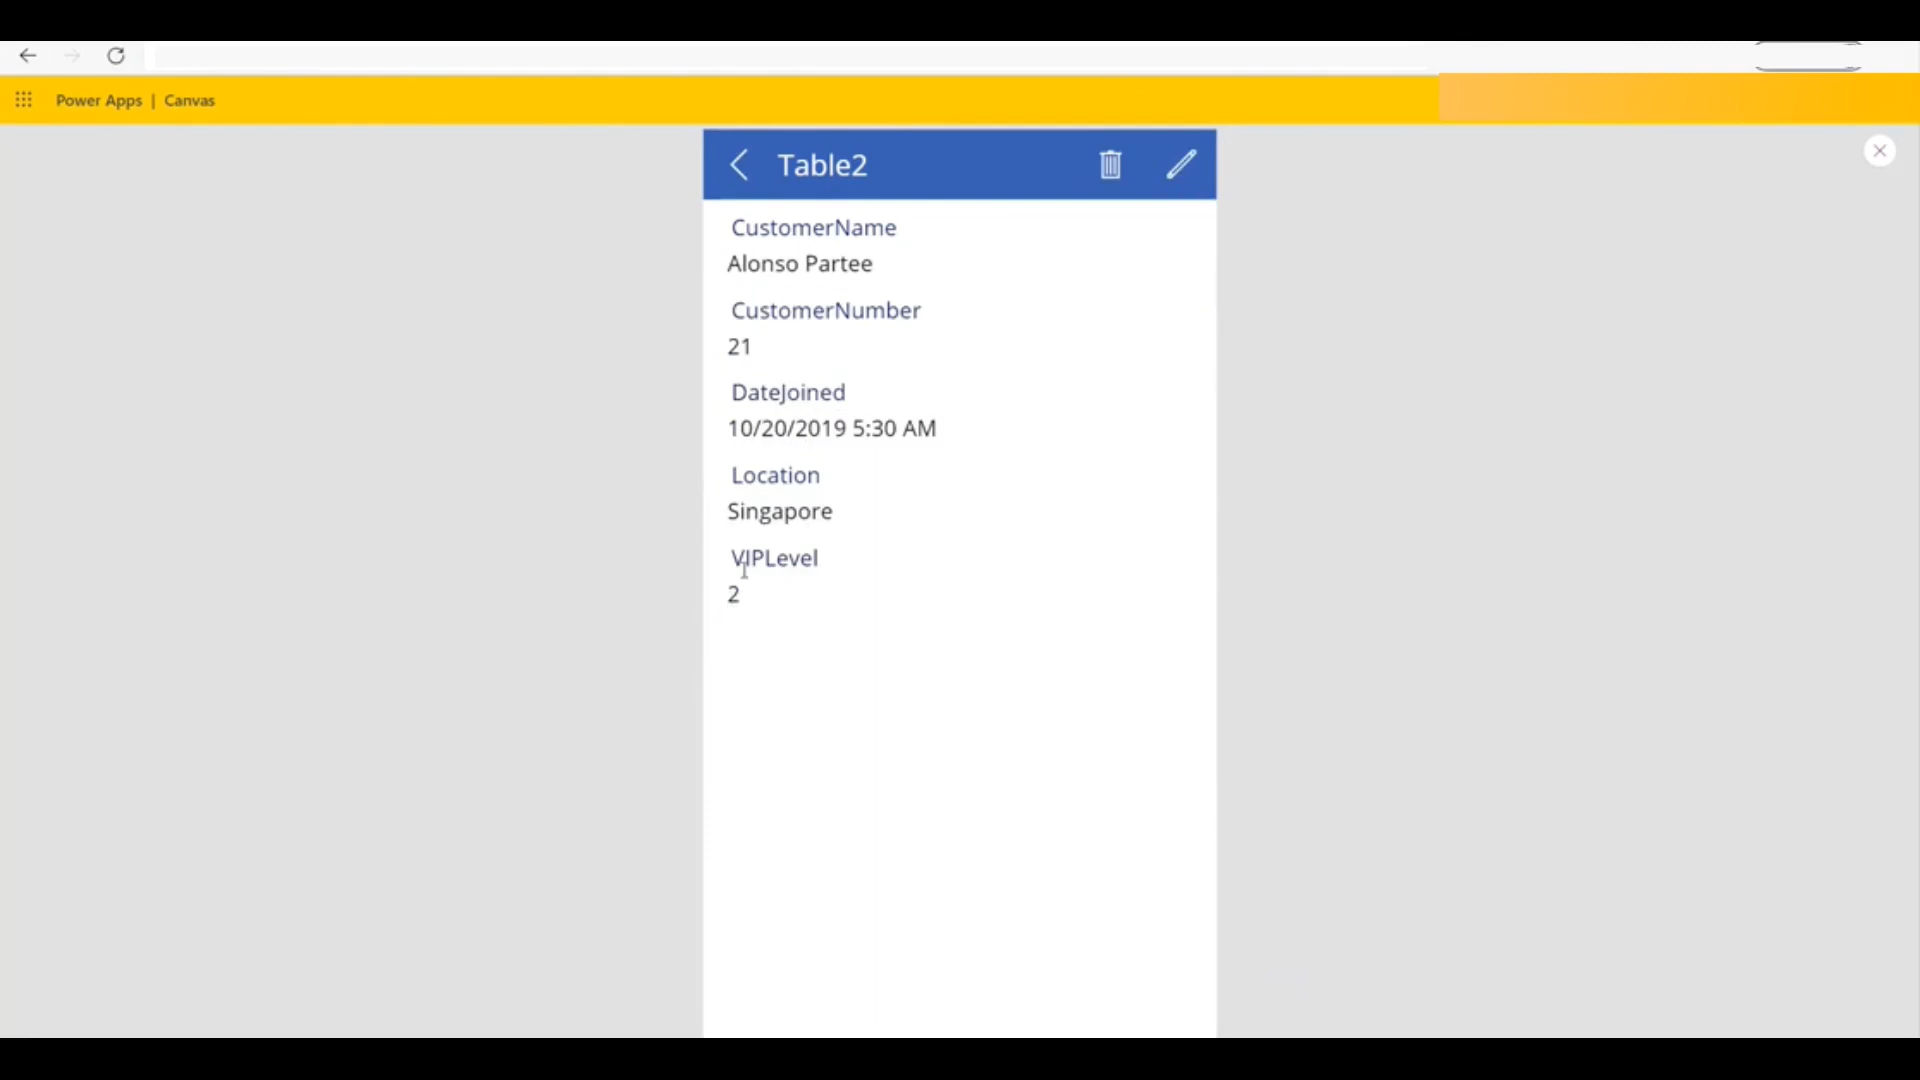 Power Apps | Canvas
Table2
CustomerName
Alonso Partee
CustomerNumber
21
DateJoined
10/20/2019 5:30 AM
Location
Singapore
VIPLevel
2